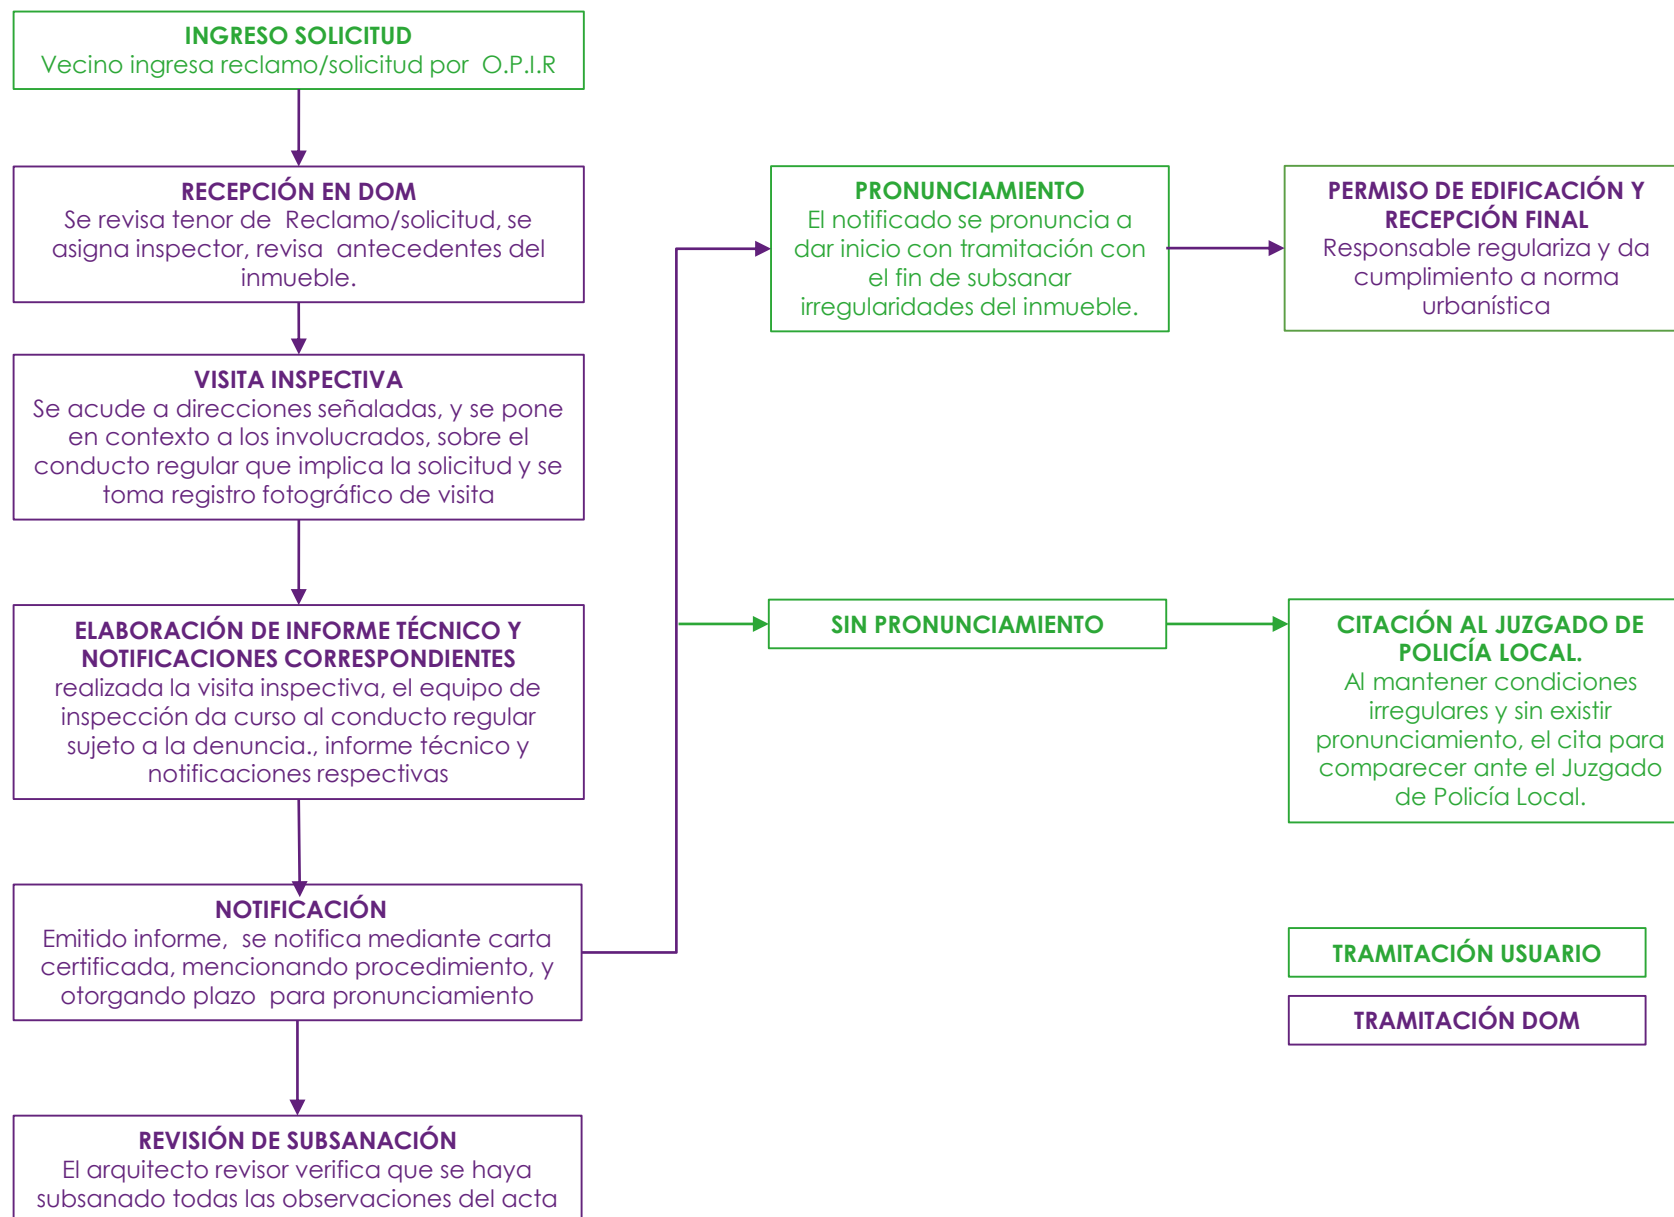 INGRESO SOLICITUD
Vecino ingresa reclamo/solicitud por O.P.I.R
RECEPCIÓN EN DOM
Se revisa tenor de Reclamo/solicitud, se
asigna inspector, revisa antecedentes del
inmueble.
VISITA INSPECTIVA
Se acude a direcciones señaladas, y se pone
en contexto a los involucrados, sobre el
conducto regular que implica la solicitud y se
toma registro fotográfico de visita
ELABORACIÓN DE INFORME TÉCNICO Y
NOTIFICACIONES CORRESPONDIENTES
realizada la visita inspectiva, el equipo de
inspección da curso al conducto regular
sujeto a la denuncia., informe técnico y
notificaciones respectivas
NOTIFICACIÓN
Emitido informe, se notifica mediante carta
certificada, mencionando procedimiento, y
otorgando plazo para pronunciamiento
REVISIÓN DE SUBSANACIÓN
El arquitecto revisor verifica que se haya
subsanado todas las observaciones del acta
PRONUNCIAMIENTO
El notificado se pronuncia a
dar inicio con tramitación con
el fin de subsanar
irregularidades del inmueble.
PERMISO DE EDIFICACIÓN Y
RECEPCIÓN FINAL
Responsable regulariza y da
cumplimiento a norma
urbanística
SIN PRONUNCIAMIENTO
CITACIÓN AL JUZGADO DE
POLICÍA LOCAL.
Al mantener condiciones
irregulares y sin existir
pronunciamiento, el cita para
comparecer ante el Juzgado
de Policía Local.
TRAMITACIÓN USUARIO
TRAMITACIÓN DOM